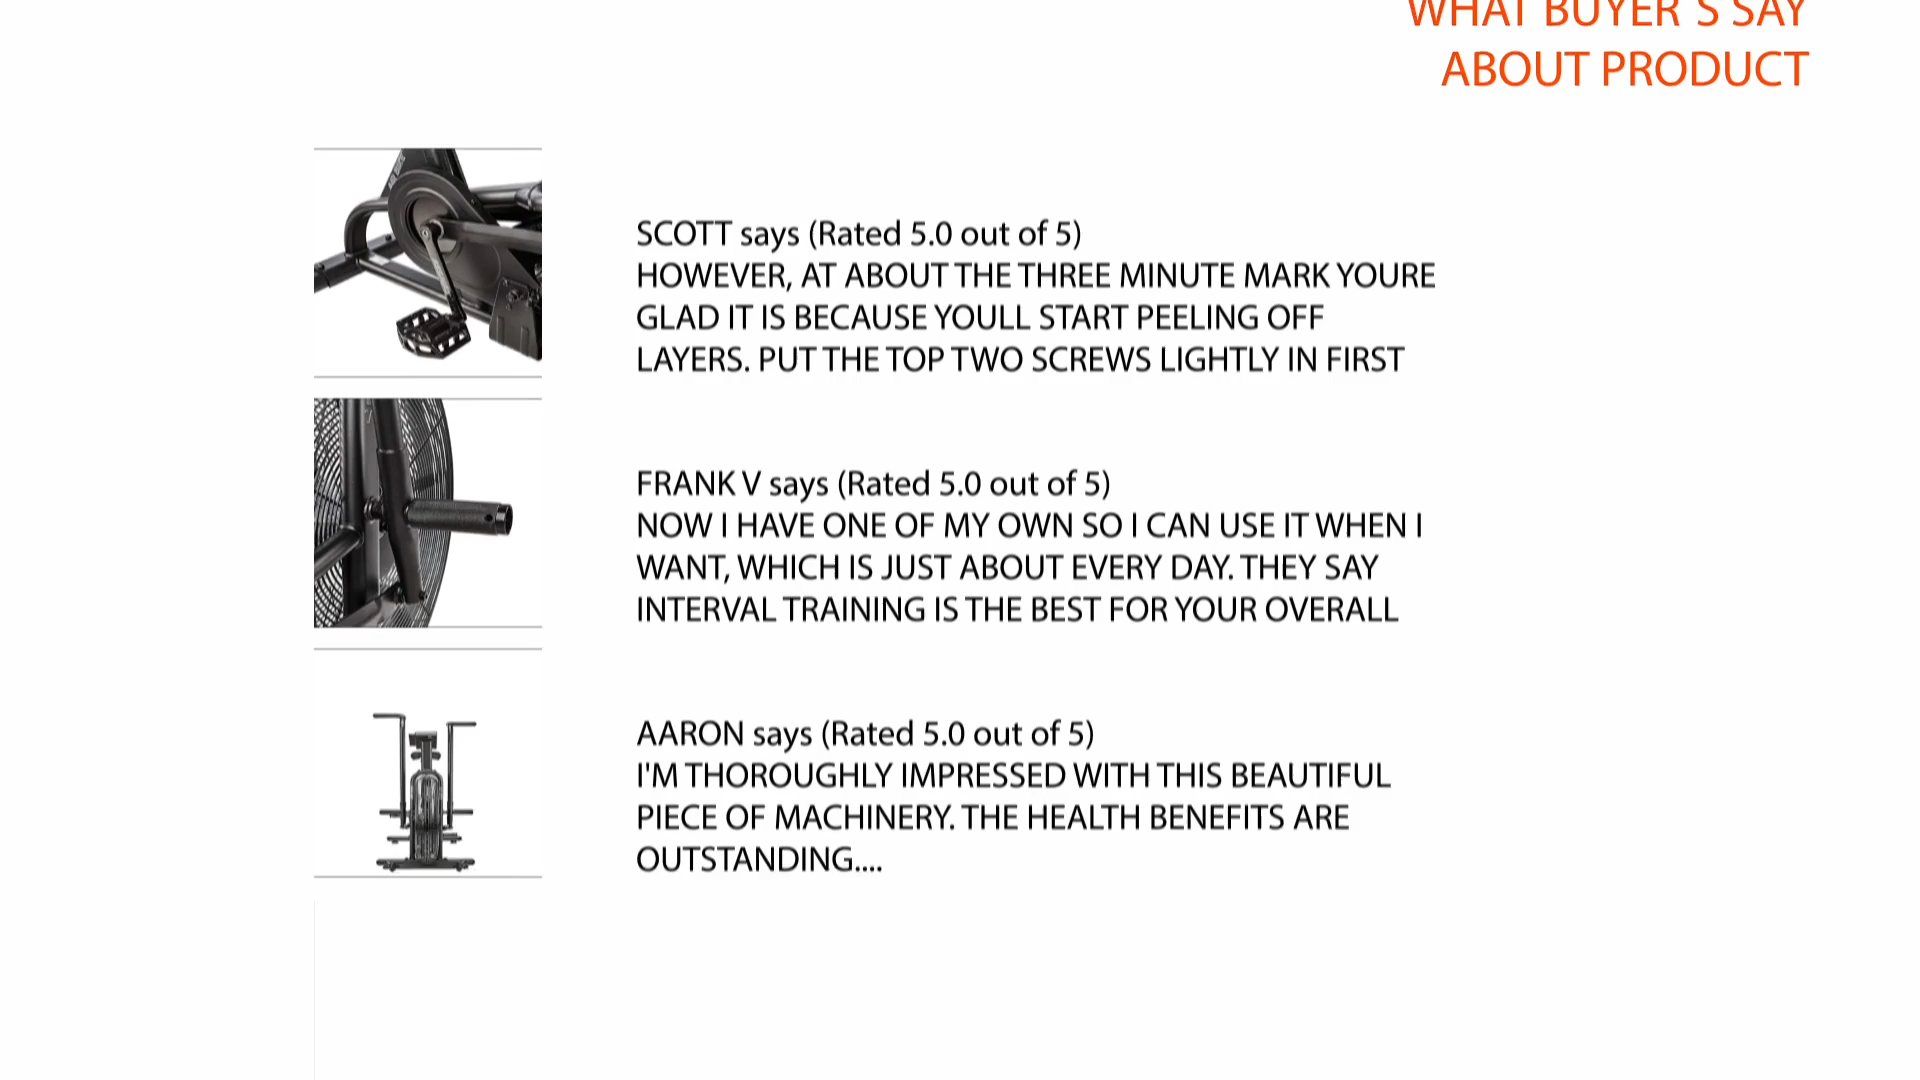 WHAT BUYER´S SAY
ABOUT PRODUCT
SCOTT says (Rated 5.0 out of 5)
HOWEVER, AT ABOUT THE THREE MINUTE MARK YOURE
GLAD IT IS BECAUSE YOULL START PEELING OFF
LAYERS. PUT THE TOP TWO SCREWS LIGHTLY IN FIRST
FRANK V says (Rated 5.0 out of 5)
NOW I HAVE ONE OF MY OWN SO I CAN USE IT WHEN I
WANT, WHICH IS JUST ABOUT EVERY DAY. THEY SAY
INTERVAL TRAINING IS THE BEST FOR YOUR OVERALL
AARON says (Rated 5.0 out of 5)
I'M THOROUGHLY IMPRESSED WITH THIS BEAUTIFUL
PIECE OF MACHINERY. THE HEALTH BENEFITS ARE
OUTSTANDING....